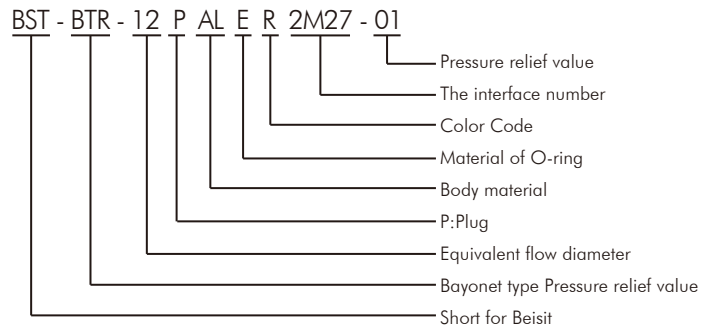 BST - BTR - 12 P AL E R 2M27 - 01
Pressure relief value
The interface number
Color Code
Material of O-ring
Body material
P:Plug
Equivalent flow diameter
Bayonet type Pressure relief value
Short for Beisit